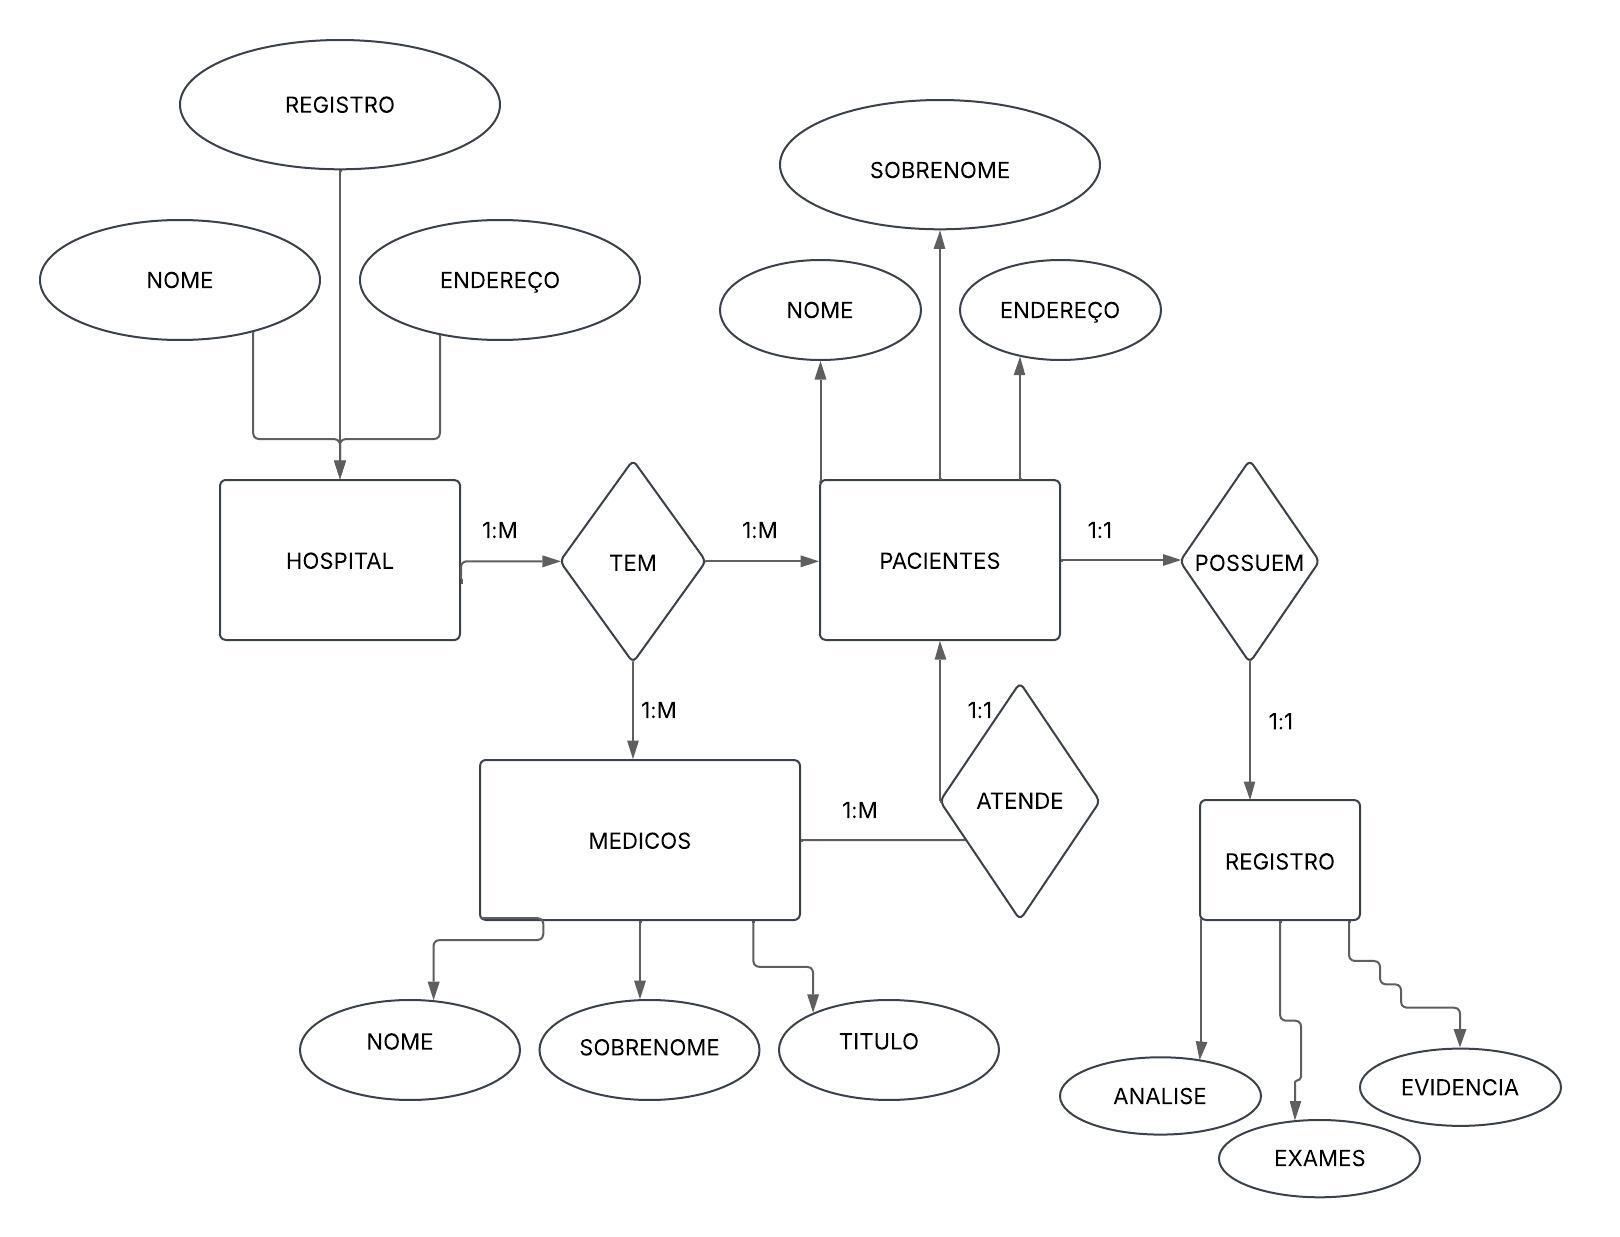 REGISTRO
SOBRENOME
NOME
ENDEREÇO
NOME
ENDEREÇO
1:M
1:M
1:1
HOSPITAL
TEM
PACIENTES
POSSUEM
1:M
1:1
1:1
1:M
ATENDE
MEDICOS
REGISTRO
NOME
SOBRENOME
TITULO
ANALISE
EVIDENCIA
EXAMES